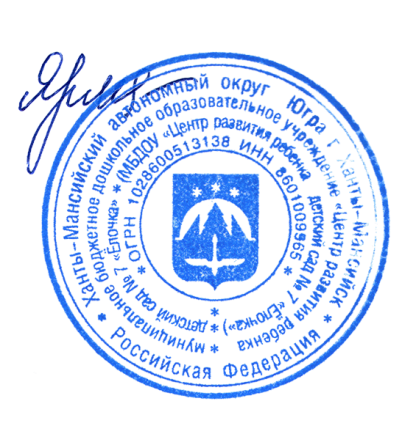 Ханты-Мансийский автономный округ Югра г. Ханты-Мансийск *
Российская Федерация *
муниципальное бюджетное дошкольное образовательное учреждение «Центр развития ребенка
детский сад № 7 «Ёлочка» * (МБДОУ «Центр развития ребенка детский сад № 7 «Ёлочка») *
* ОГРН 1028600513138 ИНН 8601009965 *